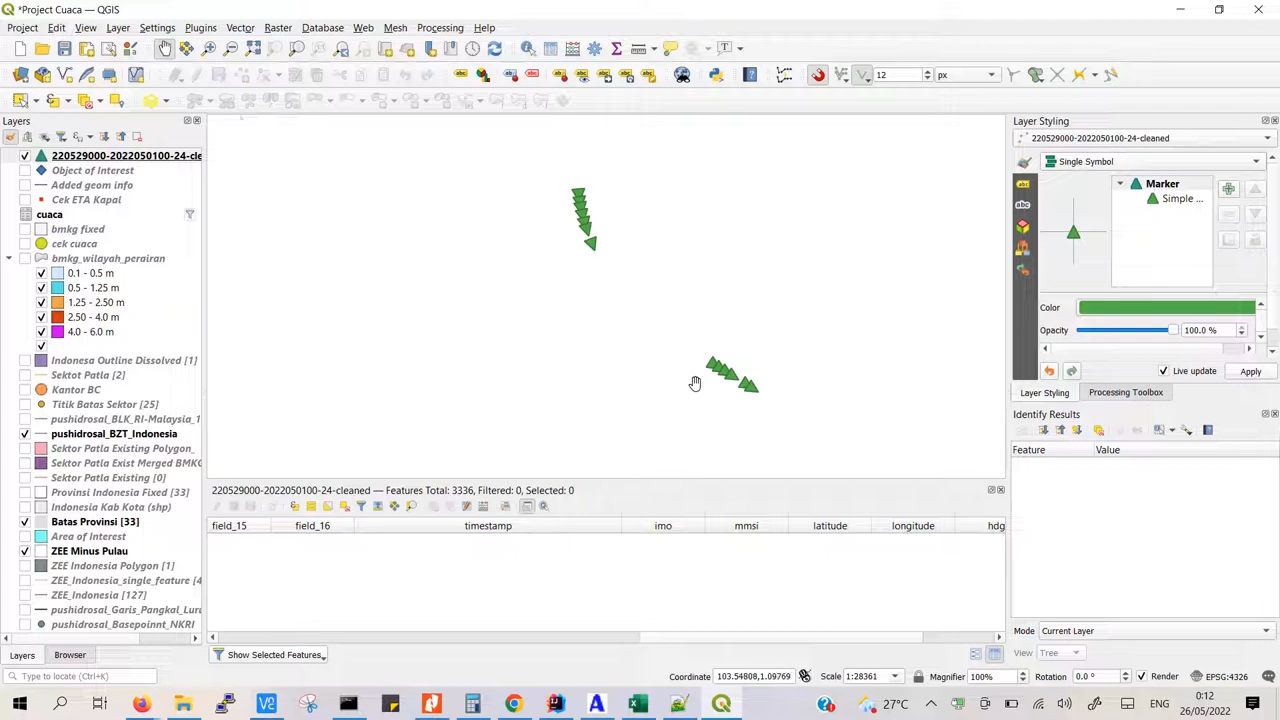 *Project Cuaca — QGIS
Project Edit View Layer Settings Plugins Vector Raster Database Web Mesh Processing Help
12 px
Layers
220529000-2022050100-24-cle
Object of Interest
Added geom info
Cek ETA Kapal
cuaca
bmkg fixed
cek cuaca
bmkg_wilayah_perairan
0.1 - 0.5 m
0.5 - 1.25 m
1.25 - 2.50 m
2.50 - 4.0 m
4.0 - 6.0 m
Indonesa Outline Dissolved [1]
Sektot Patla [2]
Kantor BC
Titik Batas Sektor [25]
pushidrosal_BLK_RI-Malaysia_1
pushidrosal_BZT_Indonesia
Sektor Patla Existing Polygon_
Sektor Patla Exist Merged BMKG
Sektor Patla Existing [0]
Provinsi Indonesia Fixed [33]
Indonesia Kab Kota (shp)
Batas Provinsi [33]
Area of Interest
ZEE Minus Pulau
ZEE Indonesia Polygon [1]
ZEE_Indonesia_single_feature [4
ZEE_Indonesia [127]
pushidrosal_Garis_Pangkal_Luru
pushidrosal_Basepoinnt_NKRI
Layers Browser
220529000-2022050100-24-cleaned — Features Total: 3336, Filtered: 0, Selected: 0
field_15 field_16 timestamp imo mmsi latitude longitude hdg
Show Selected Features
Layer Styling
220529000-2022050100-24-cleaned
Single Symbol
Marker
Simple ...
Color
Opacity 100.0 %
Live update Apply
Layer Styling Processing Toolbox
Identify Results
Feature Value
Mode Current Layer
View Tree
Type to locate (Ctrl+K) Coordinate 103.54808,1.09769 Scale 1:28361 Magnifier 100% Rotation 0.0 ° Render EPSG:4326
27°C ENG 0:12
26/05/2022